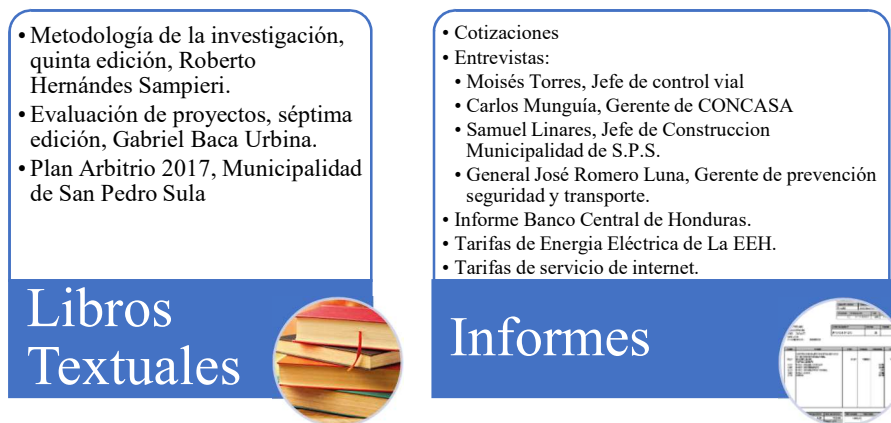 • Metodología de la investigación,
quinta edición, Roberto
Hernándes Sampieri.
• Evaluación de proyectos, séptima
edición, Gabriel Baca Urbina.
• Plan Arbitrio 2017, Municipalidad
de San Pedro Sula
Libros
Textuales
• Cotizaciones
• Entrevistas:
• Moisés Torres, Jefe de control vial
• Carlos Munguía, Gerente de CONCASA
• Samuel Linares, Jefe de Construccion
Municipalidad de S.P.S.
• General José Romero Luna, Gerente de prevención
seguridad y transporte.
• Informe Banco Central de Honduras.
• Tarifas de Energia Eléctrica de La EEH.
• Tarifas de servicio de internet.
Informes